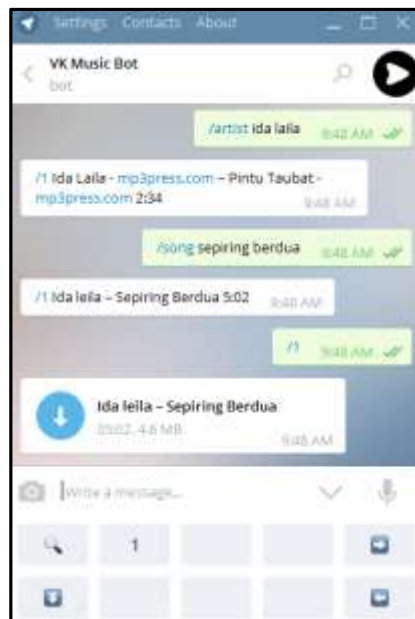 Settings Contacts About
VK Music Bot
bot
/artist ida laila 9:48 AM
/1 Ida Laila - mp3press.com – Pintu Taubat -
mp3press.com 2:34 9:48 AM
/song sepiring berdua 9:48 AM
/1 Ida leila – Sepiring Berdua 5:02 9:48 AM
/1 9:48 AM
Ida leila – Sepiring Berdua
05:02, 4.6 MB
9:48 AM
Write a message...
1